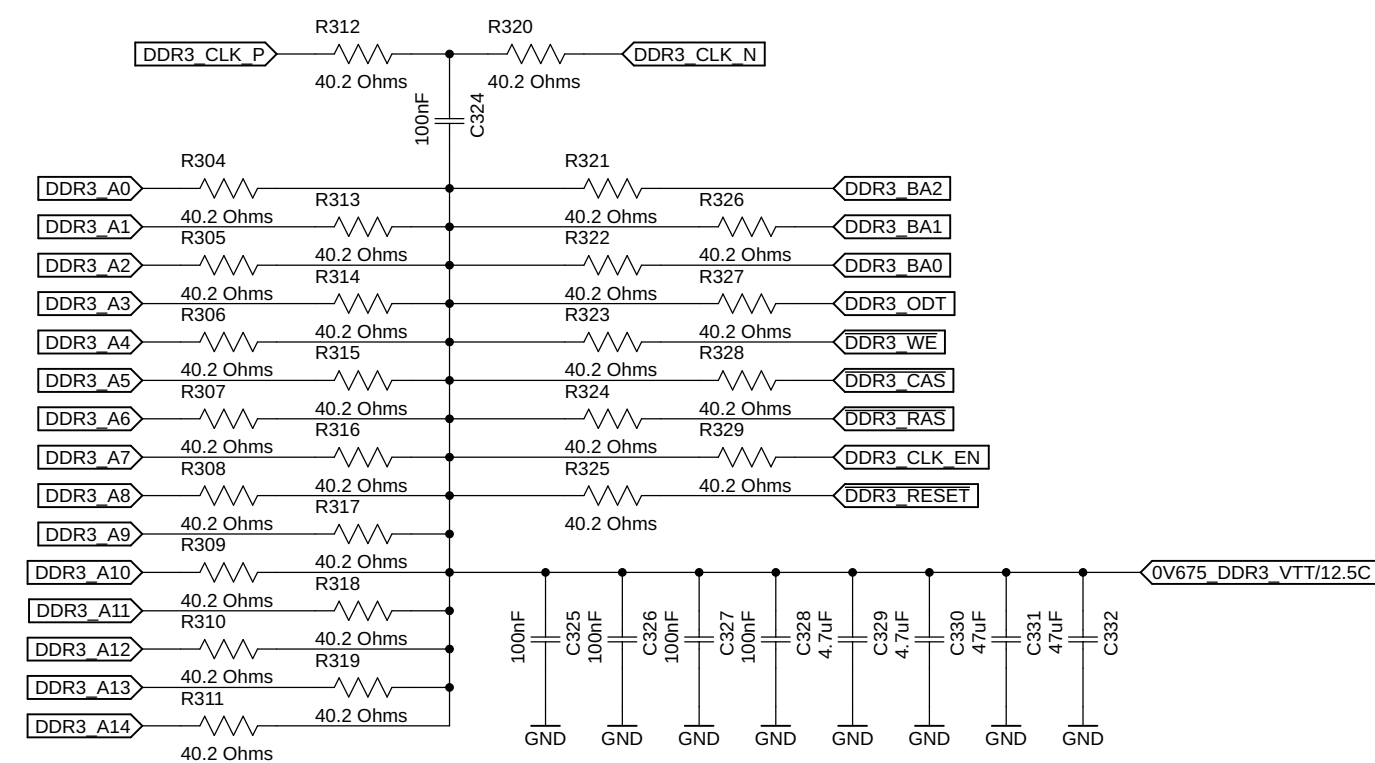 R312 R320
DDR3_CLK_P DDR3_CLK_N
40.2 Ohms 40.2 Ohms
100nF C324
R304 R321
DDR3_A0 DDR3_BA2
R313 R326
40.2 Ohms 40.2 Ohms
DDR3_A1 DDR3_BA1
R305 R322
40.2 Ohms 40.2 Ohms
DDR3_A2 DDR3_BA0
R314 R327
40.2 Ohms 40.2 Ohms
DDR3_A3 DDR3_ODT
R306 R323
40.2 Ohms 40.2 Ohms
DDR3_A4 DDR3_WE
R315 R328
40.2 Ohms 40.2 Ohms
DDR3_A5 DDR3_CAS
R307 R324
40.2 Ohms 40.2 Ohms
DDR3_A6 DDR3_RAS
R316 R329
40.2 Ohms 40.2 Ohms
DDR3_A7 DDR3_CLK_EN
R308 R325
40.2 Ohms 40.2 Ohms
DDR3_A8 DDR3_RESET
R317
40.2 Ohms 40.2 Ohms
DDR3_A9
R309
40.2 Ohms
DDR3_A10 0V675_DDR3_VTT/12.5C
R318
40.2 Ohms
DDR3_A11
R310
40.2 Ohms
DDR3_A12
R319
40.2 Ohms
DDR3_A13
R311
40.2 Ohms
DDR3_A14
40.2 Ohms
100nF C325 100nF C326 100nF C327 100nF C328 4.7uF C329 4.7uF C330 47uF C331 47uF C332
GND GND GND GND GND GND GND GND